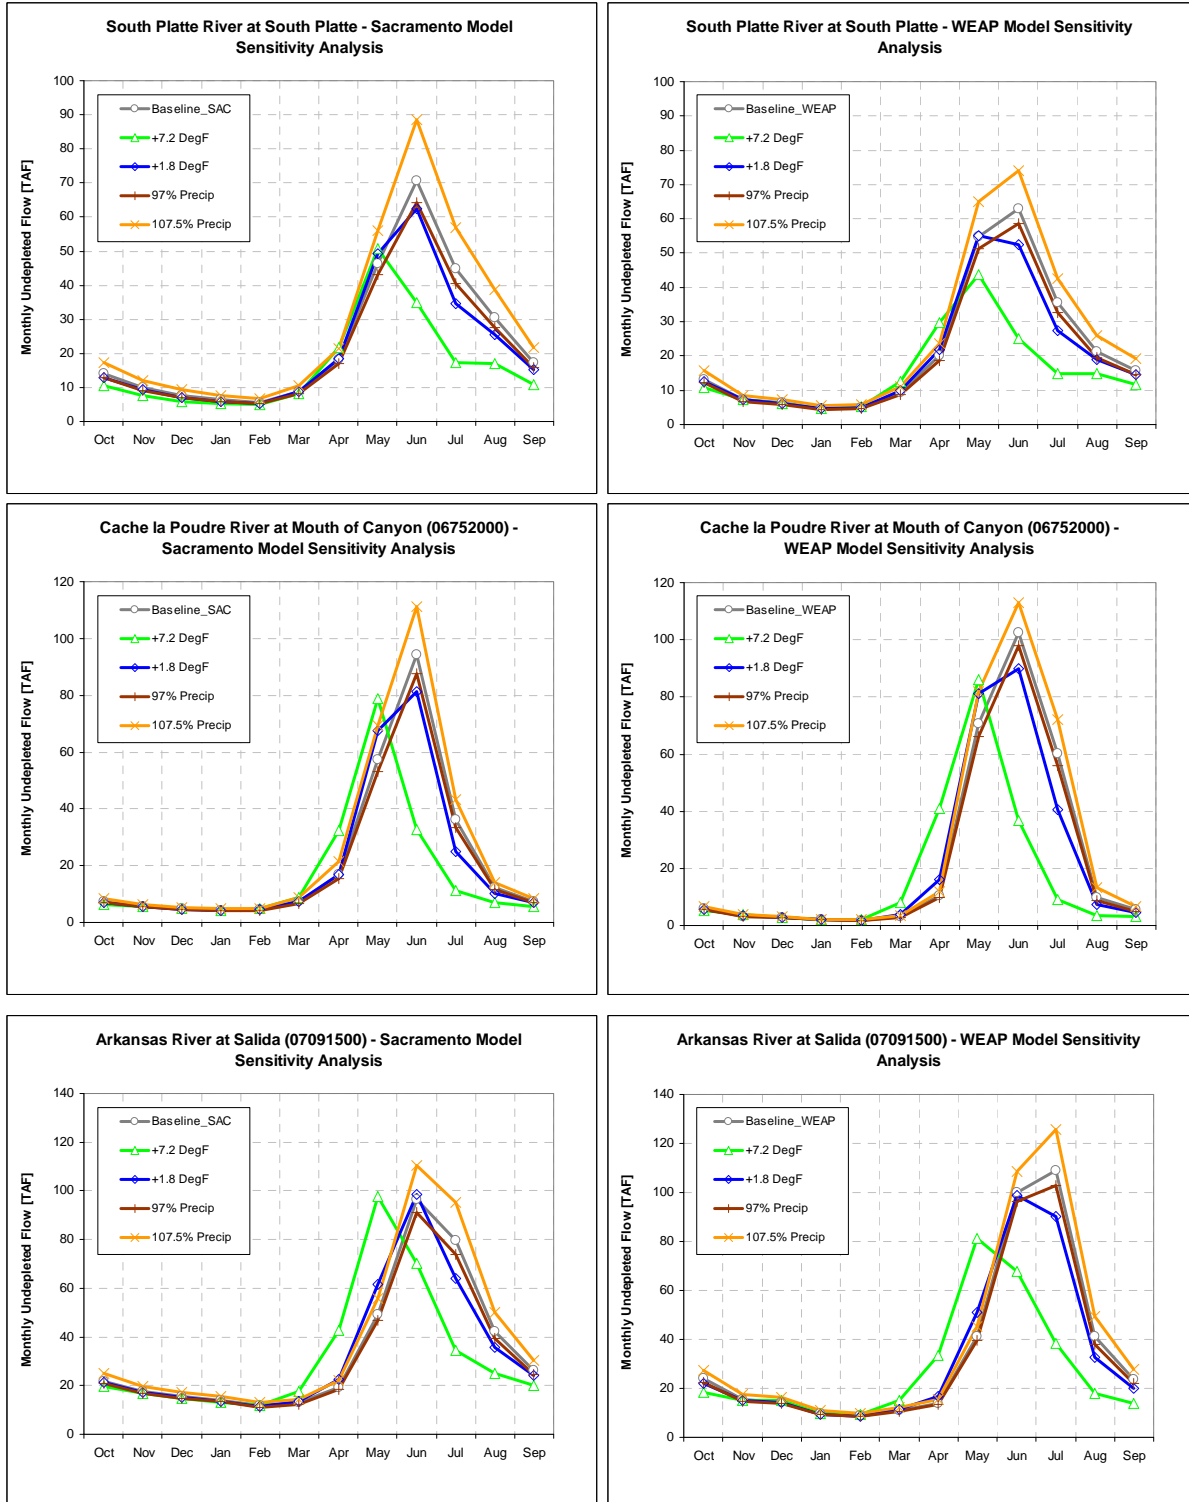 South Platte River at South Platte - Sacramento Model
Sensitivity Analysis
Monthly Undepleted Flow [TAF]
100
90
80
70
60
50
40
30
20
10
0
Baseline_SAC
+7.2 DegF
+1.8 DegF
97% Precip
107.5% Precip
Oct Nov Dec Jan Feb Mar Apr May Jun Jul Aug Sep
South Platte River at South Platte - WEAP Model Sensitivity
Analysis
Monthly Undepleted Flow [TAF]
100
90
80
70
60
50
40
30
20
10
0
Baseline_WEAP
+7.2 DegF
+1.8 DegF
97% Precip
107.5% Precip
Oct Nov Dec Jan Feb Mar Apr May Jun Jul Aug Sep
Cache la Poudre River at Mouth of Canyon (06752000) -
Sacramento Model Sensitivity Analysis
Monthly Undepleted Flow [TAF]
120
100
80
60
40
20
0
Baseline_SAC
+7.2 DegF
+1.8 DegF
97% Precip
107.5% Precip
Oct Nov Dec Jan Feb Mar Apr May Jun Jul Aug Sep
Cache la Poudre River at Mouth of Canyon (06752000) -
WEAP Model Sensitivity Analysis
Monthly Undepleted Flow [TAF]
120
100
80
60
40
20
0
Baseline_WEAP
+7.2 DegF
+1.8 DegF
97% Precip
107.5% Precip
Oct Nov Dec Jan Feb Mar Apr May Jun Jul Aug Sep
Arkansas River at Salida (07091500) - Sacramento Model
Sensitivity Analysis
Monthly Undepleted Flow [TAF]
140
120
100
80
60
40
20
0
Baseline_SAC
+7.2 DegF
+1.8 DegF
97% Precip
107.5% Precip
Oct Nov Dec Jan Feb Mar Apr May Jun Jul Aug Sep
Arkansas River at Salida (07091500) - WEAP Model Sensitivity
Analysis
Monthly Undepleted Flow [TAF]
140
120
100
80
60
40
20
0
Baseline_WEAP
+7.2 DegF
+1.8 DegF
97% Precip
107.5% Precip
Oct Nov Dec Jan Feb Mar Apr May Jun Jul Aug Sep